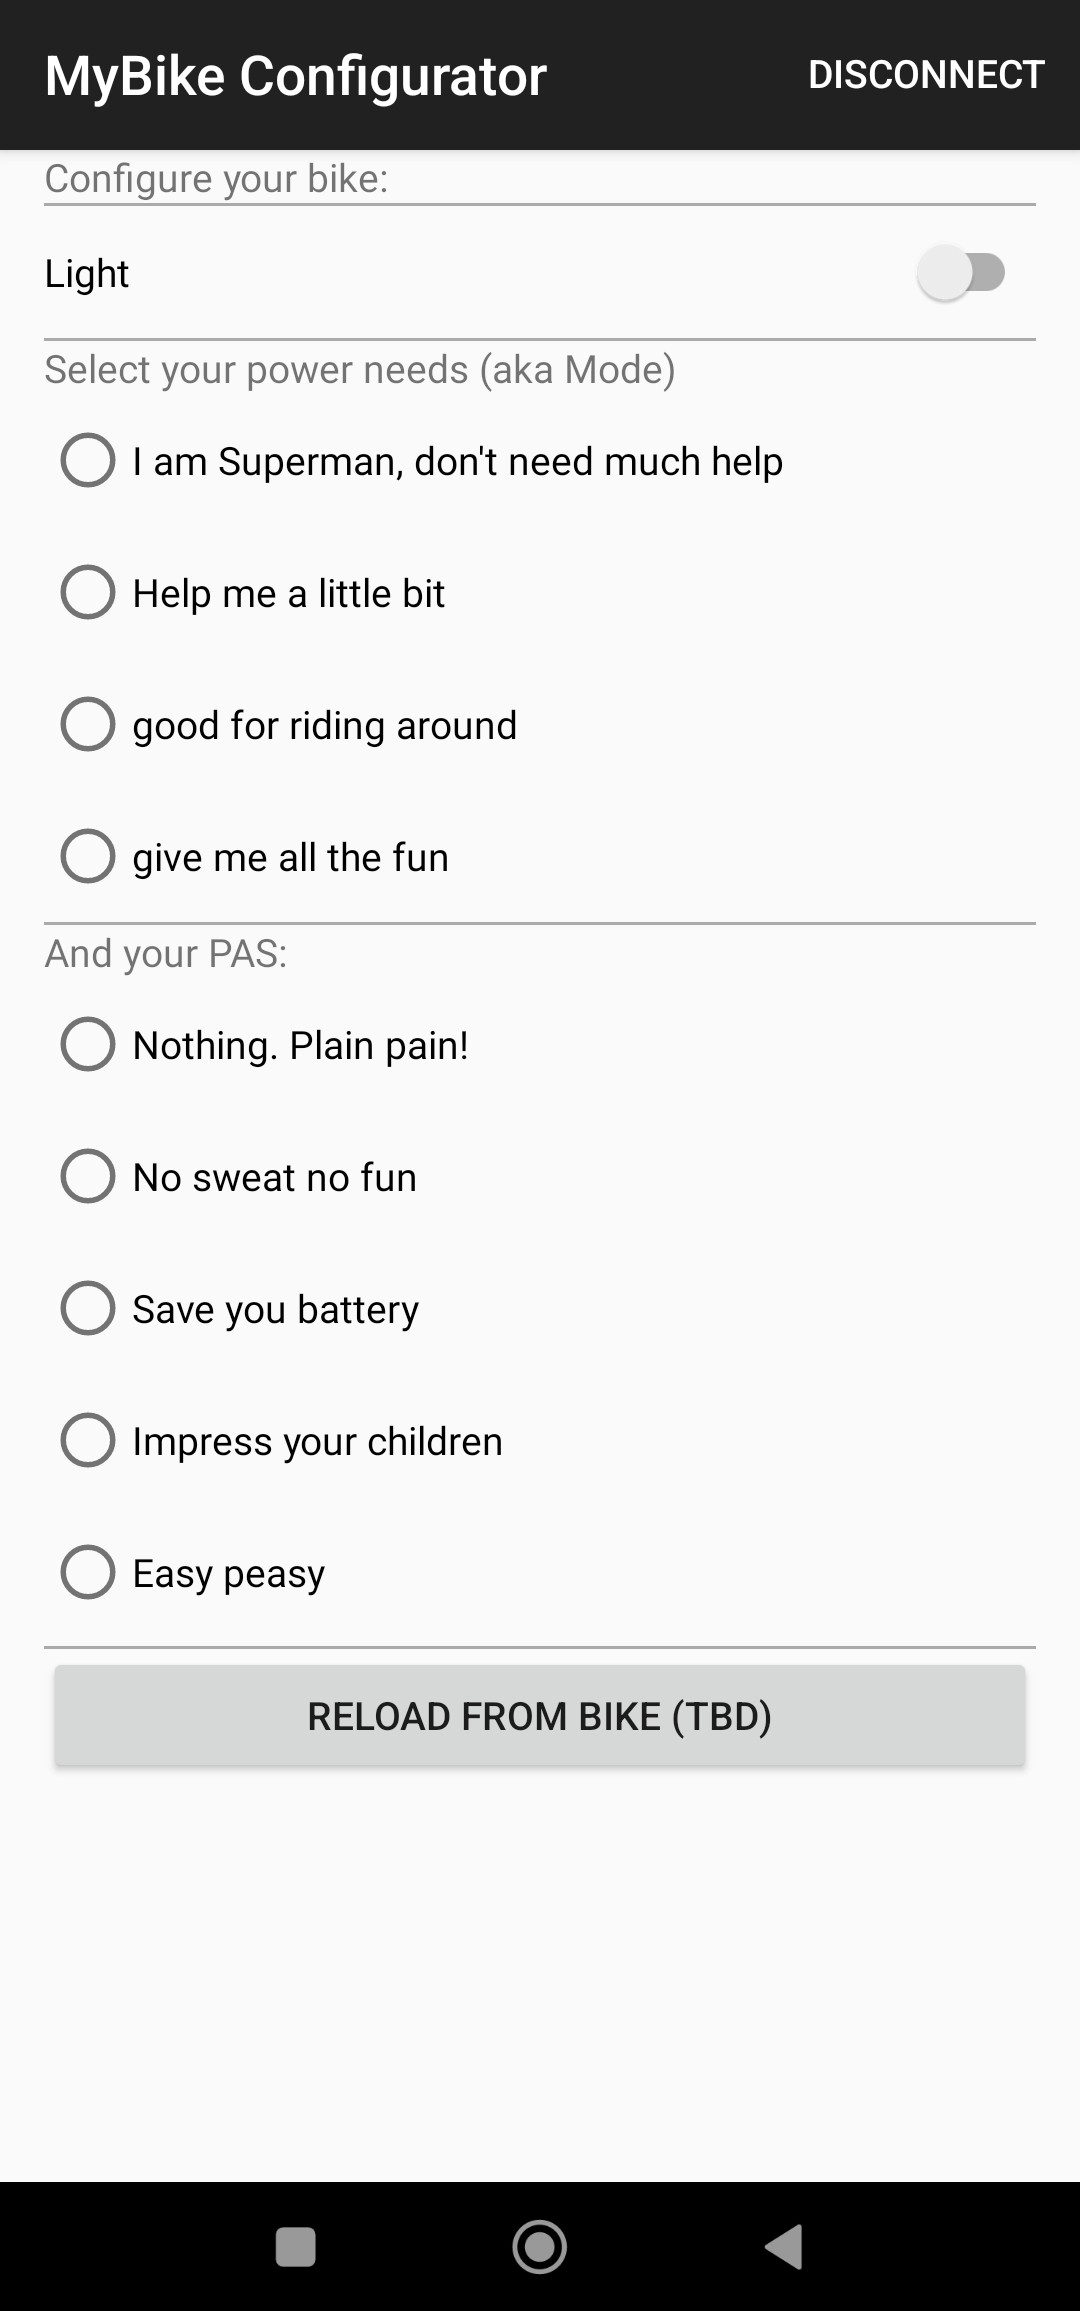 MyBike Configurator
DISCONNECT
Configure your bike:
Light
Select your power needs (aka Mode)
I am Superman, don't need much help
Help me a little bit
good for riding around
give me all the fun
And your PAS:
Nothing. Plain pain!
No sweat no fun
Save you battery
Impress your children
Easy peasy
RELOAD FROM BIKE (TBD)